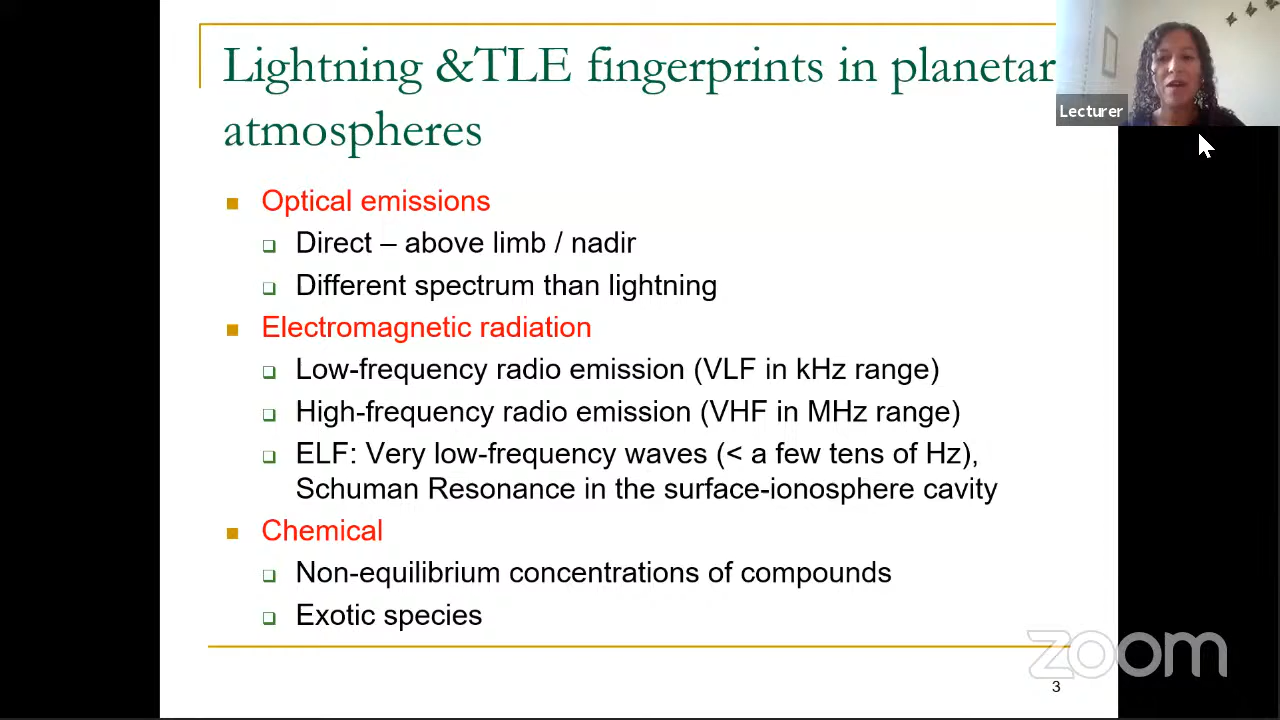 Lightning &TLE fingerprints in planetar
atmospheres
Lecturer
Optical emissions
Direct – above limb / nadir
Different spectrum than lightning
Electromagnetic radiation
Low-frequency radio emission (VLF in kHz range)
High-frequency radio emission (VHF in MHz range)
ELF: Very low-frequency waves (< a few tens of Hz),
Schuman Resonance in the surface-ionosphere cavity
Chemical
Non-equilibrium concentrations of compounds
Exotic species
zoom
3